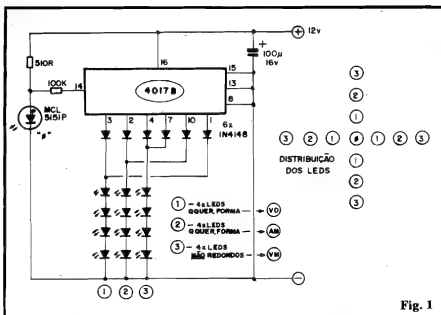 12v
510R
100K
16
4017B
14
15
13
8
100µ
16v
MCL
5151P
"φ"
3 2 4 7 10 1
6x
1N4148
3
2
1
3 2 1 φ 1 2 3
1
2
3
DISTRIBUIÇÃO
DOS LEDS
1 - 4x LEDS
QQUER. FORMA → VD
2 - 4x LEDS
QQUER. FORMA → AM
3 - 4x LEDS
NÃO REDONDOS → VM
1 2 3
Fig. 1